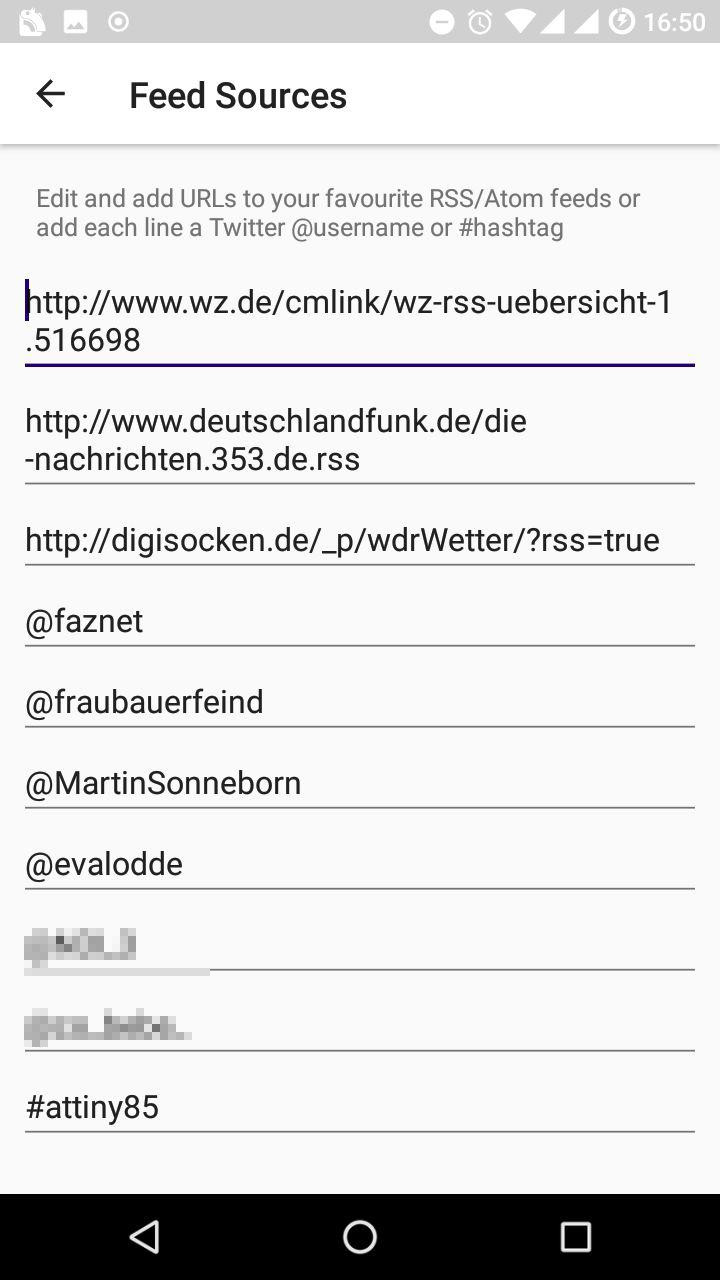 16:50
Feed Sources
Edit and add URLs to your favourite RSS/Atom feeds or
add each line a Twitter @username or #hashtag
http://www.wz.de/cmlink/wz-rss-uebersicht-1
.516698
http://www.deutschlandfunk.de/die
-nachrichten.353.de.rss
http://digisocken.de/_p/wdrWetter/?rss=true
@faznet
@fraubauerfeind
@MartinSonneborn
@evalodde
#attiny85